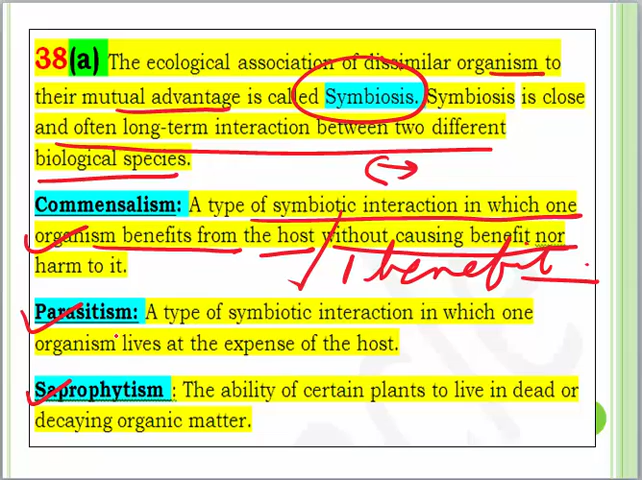 38(a) The ecological association of dissimilar organism to
their mutual advantage is called Symbiosis. Symbiosis is close
and often long-term interaction between two different
biological species.
Commensalism: A type of symbiotic interaction in which one
organism benefits from the host without causing benefit nor
harm to it.
1 benefit.
Parasitism: A type of symbiotic interaction in which one
organism lives at the expense of the host.
Saprophytism : The ability of certain plants to live in dead or
decaying organic matter.